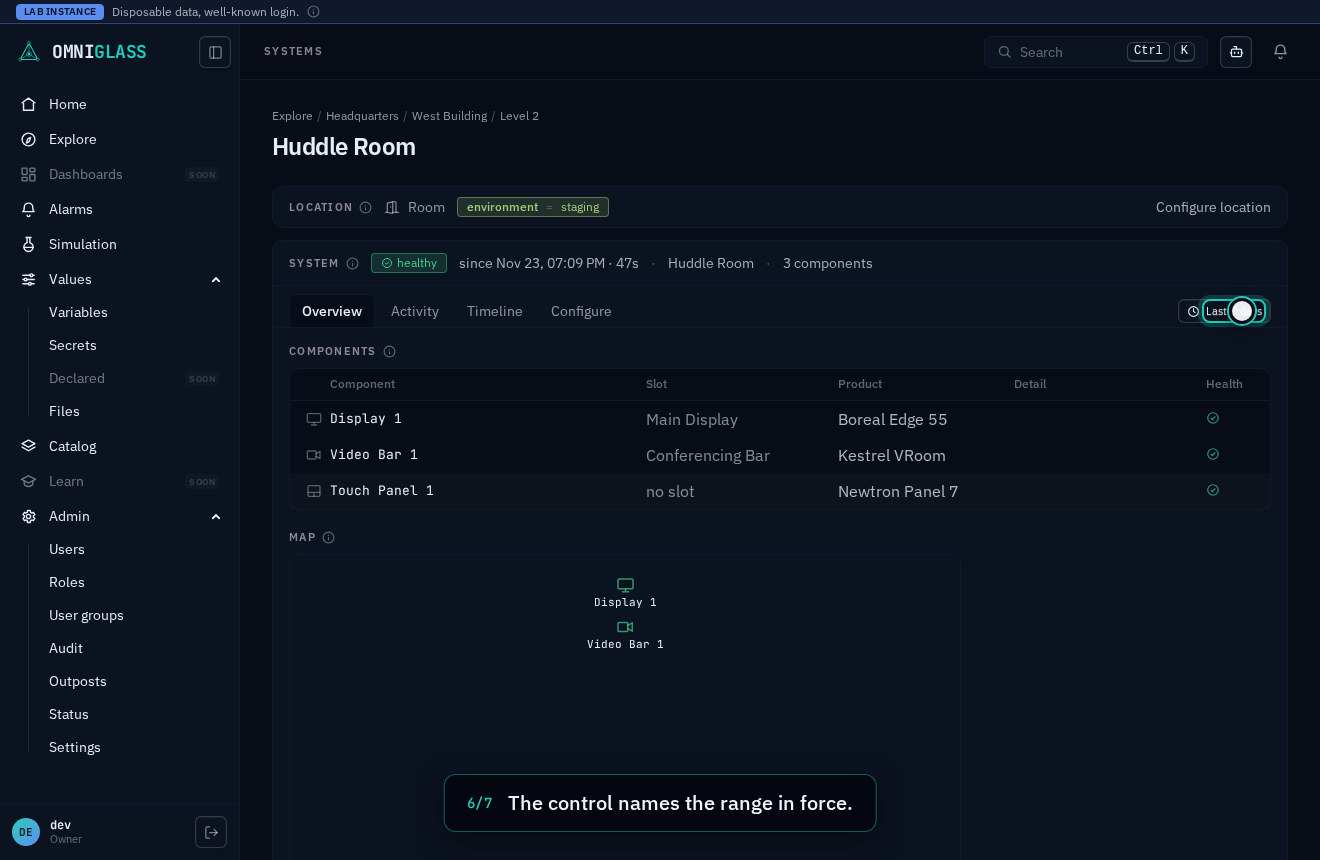 LAB INSTANCE Disposable data, well-known login.
OMNIGLASS
SYSTEMS
Search Ctrl K
Home
Explore
Dashboards SOON
Alarms
Simulation
Values
Variables
Secrets
Declared SOON
Files
Catalog
Learn SOON
Admin
Users
Roles
User groups
Audit
Outposts
Status
Settings
DE dev
Owner
Explore / Headquarters / West Building / Level 2
Huddle Room
LOCATION Room environment = staging Configure location
SYSTEM healthy since Nov 23, 07:09 PM · 47s · Huddle Room · 3 components
Overview Activity Timeline Configure Last
COMPONENTS
Component Slot Product Detail Health
Display 1 Main Display Boreal Edge 55
Video Bar 1 Conferencing Bar Kestrel VRoom
Touch Panel 1 no slot Newtron Panel 7
MAP
Display 1
Video Bar 1
6/7 The control names the range in force.